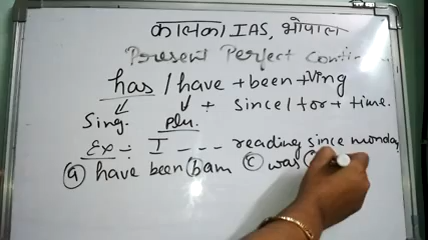 कालका IAS, भोपाल
Present Perfect Contin
has / have + been + Ving
+ since / for + time.
Sing. plu.
Ex ÷ I - - - reading since monday
(a) have been (b) am (c) was (